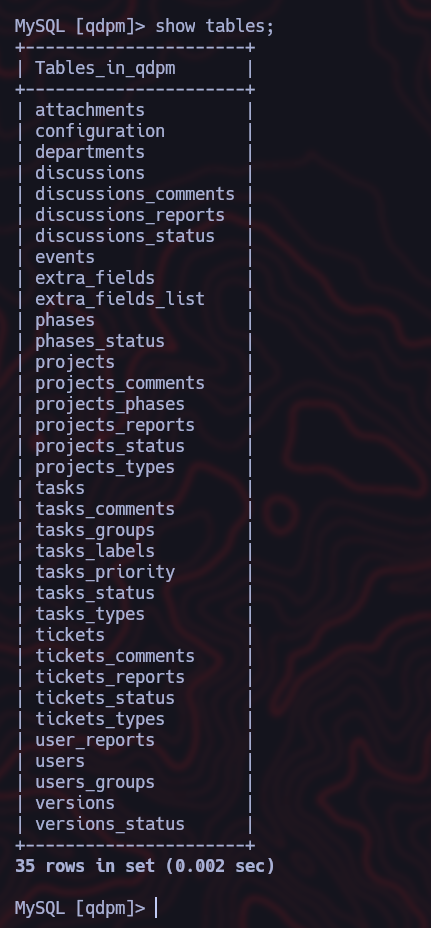 MySQL [qdpm]> show tables;
+----------------------+
| Tables_in_qdpm       |
+----------------------+
| attachments          |
| configuration        |
| departments          |
| discussions          |
| discussions_comments |
| discussions_reports  |
| discussions_status   |
| events               |
| extra_fields         |
| extra_fields_list    |
| phases               |
| phases_status        |
| projects             |
| projects_comments    |
| projects_phases      |
| projects_reports     |
| projects_status      |
| projects_types       |
| tasks                |
| tasks_comments       |
| tasks_groups         |
| tasks_labels         |
| tasks_priority       |
| tasks_status         |
| tasks_types          |
| tickets              |
| tickets_comments     |
| tickets_reports      |
| tickets_status       |
| tickets_types        |
| user_reports         |
| users                |
| users_groups         |
| versions             |
| versions_status      |
+----------------------+
35 rows in set (0.002 sec)
MySQL [qdpm]>